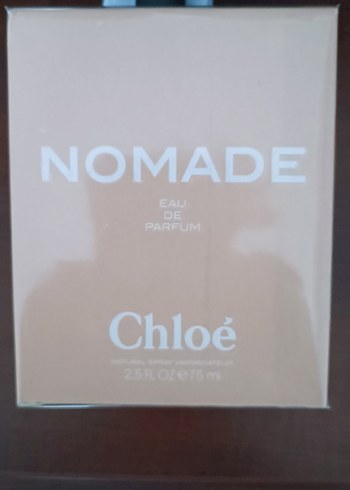 NOMADE
EAU
DE
PARFUM
Chloé
NATURAL SPRAY VAPORISATEUR
2.5 FL OZ ℮ 75 ml